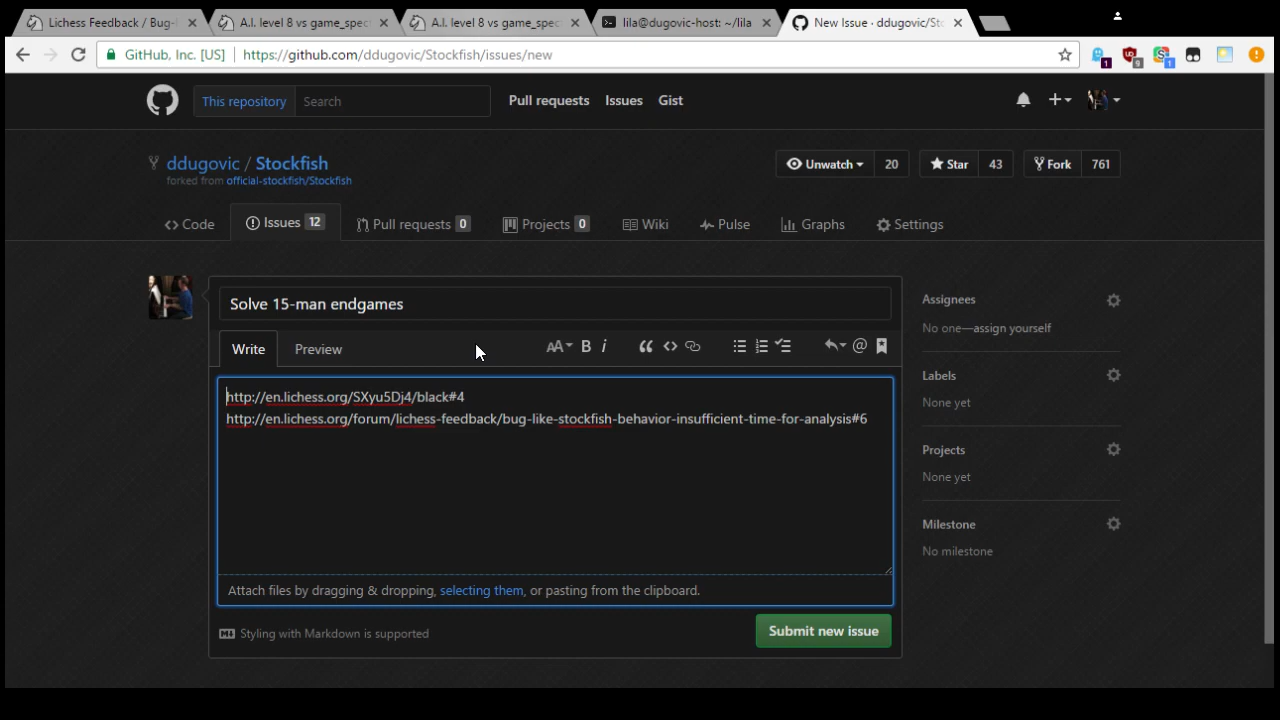 Lichess Feedback / Bug-
A.I. level 8 vs game_spec
A.I. level 8 vs game_spec
lila@dugovic-host: ~/lila
New Issue · ddugovic/Sto
GitHub, Inc. [US]
https://github.com/ddugovic/Stockfish/issues/new
1
9
1
This repository
Search
Pull requests
Issues
Gist
ddugovic / Stockfish
forked from official-stockfish/Stockfish
Unwatch 20
Star 43
Fork 761
Code
Issues 12
Pull requests 0
Projects 0
Wiki
Pulse
Graphs
Settings
Solve 15-man endgames
Write
Preview
AA B i
http://en.lichess.org/SXyu5Dj4/black#4
http://en.lichess.org/forum/lichess-feedback/bug-like-stockfish-behavior-insufficient-time-for-analysis#6
Attach files by dragging & dropping, selecting them, or pasting from the clipboard.
Styling with Markdown is supported
Submit new issue
Assignees
No one—assign yourself
Labels
None yet
Projects
None yet
Milestone
No milestone